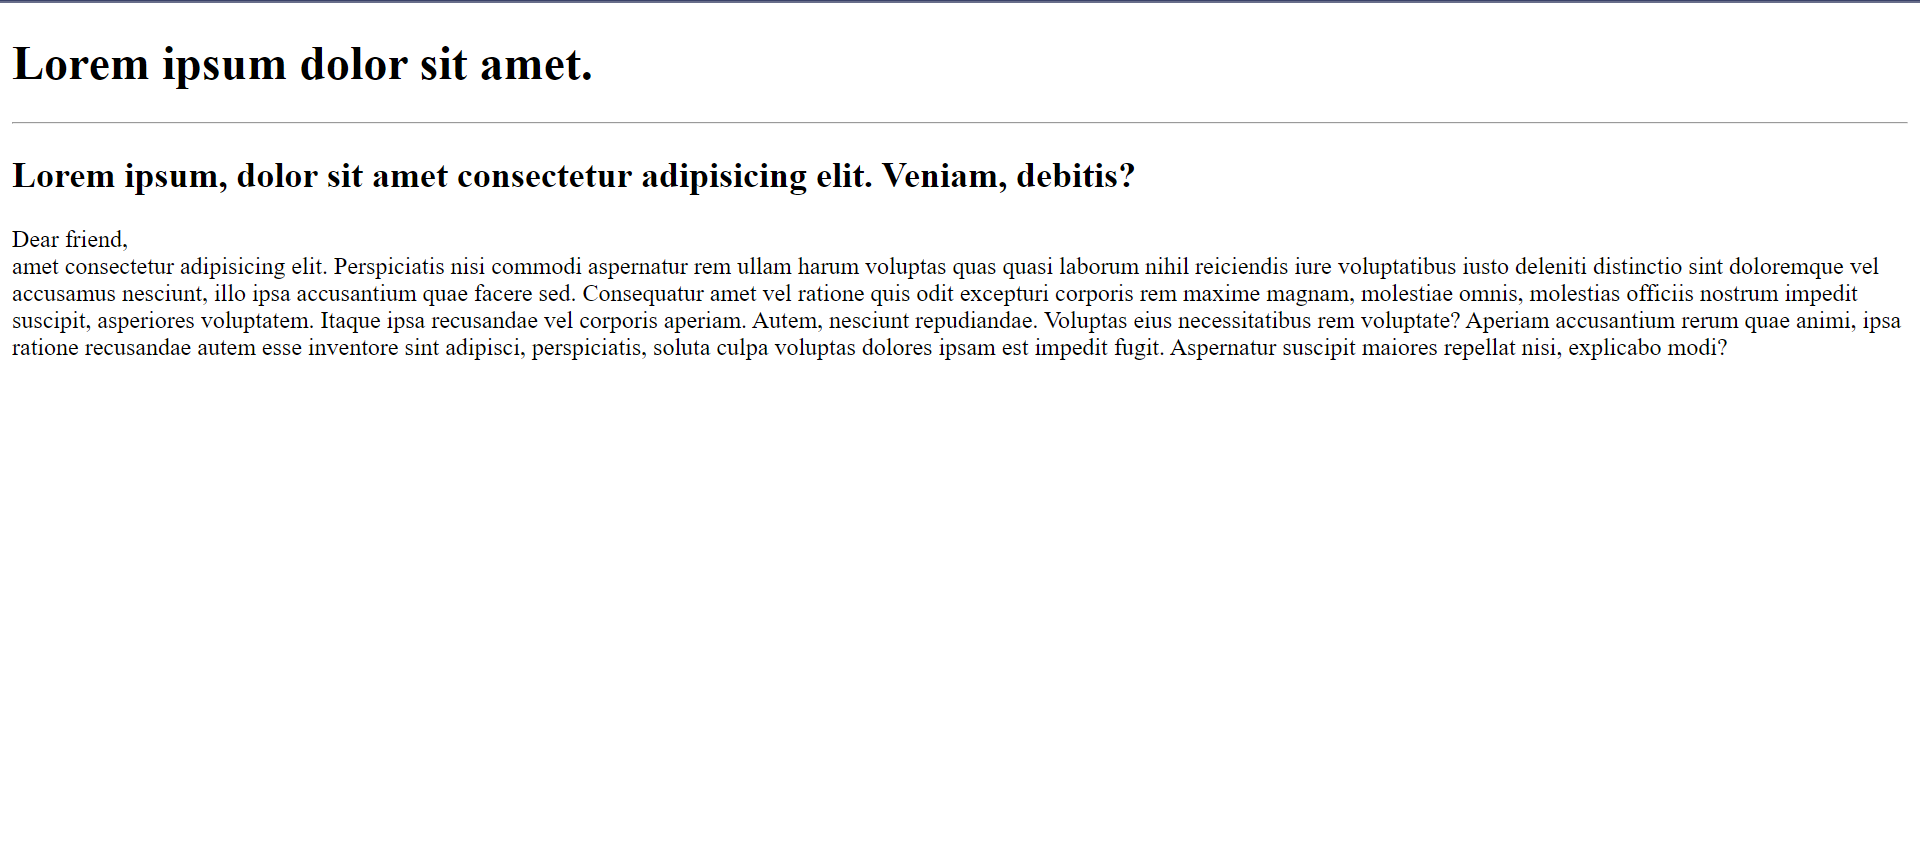 Lorem ipsum dolor sit amet.
Lorem ipsum, dolor sit amet consectetur adipisicing elit. Veniam, debitis?
Dear friend,
amet consectetur adipisicing elit. Perspiciatis nisi commodi aspernatur rem ullam harum voluptas quas quasi laborum nihil reiciendis iure voluptatibus iusto deleniti distinctio sint doloremque vel
accusamus nesciunt, illo ipsa accusantium quae facere sed. Consequatur amet vel ratione quis odit excepturi corporis rem maxime magnam, molestiae omnis, molestias officiis nostrum impedit
suscipit, asperiores voluptatem. Itaque ipsa recusandae vel corporis aperiam. Autem, nesciunt repudiandae. Voluptas eius necessitatibus rem voluptate? Aperiam accusantium rerum quae animi, ipsa
ratione recusandae autem esse inventore sint adipisci, perspiciatis, soluta culpa voluptas dolores ipsam est impedit fugit. Aspernatur suscipit maiores repellat nisi, explicabo modi?